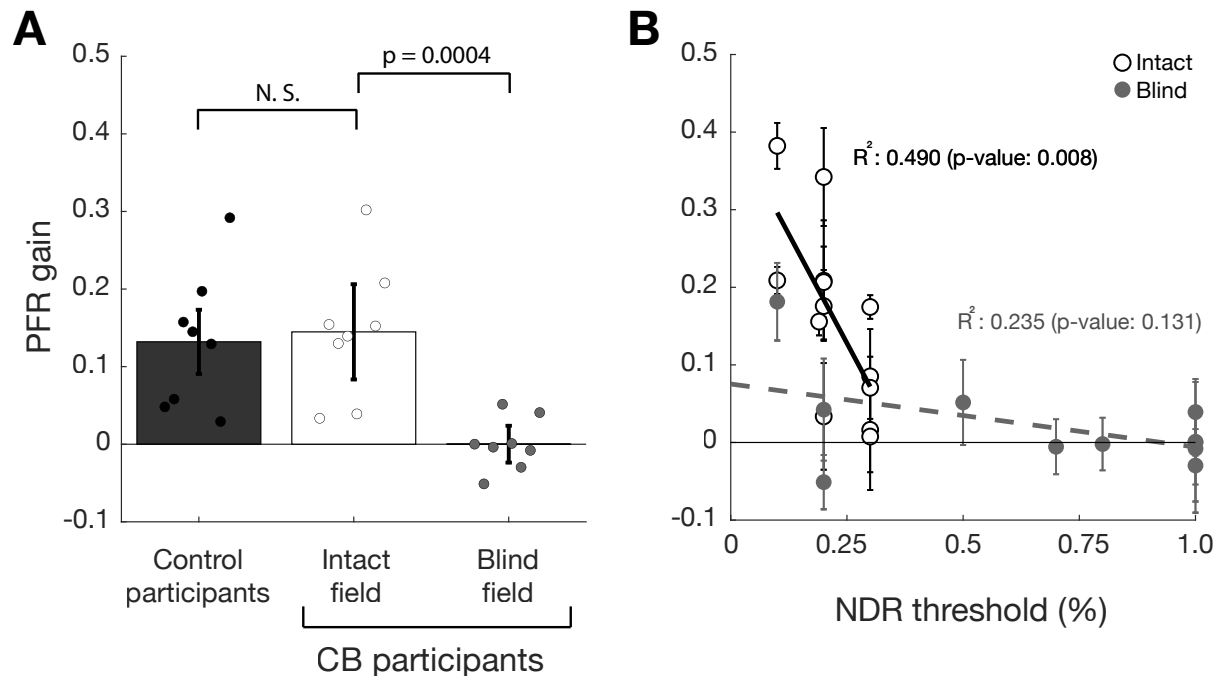 A
PFR gain
0.5
0.4
0.3
0.2
0.1
0
-0.1
N. S.
p = 0.0004
Control
participants
Intact
field
Blind
field
CB participants
B
0.5
0.4
0.3
0.2
0.1
0
-0.1
Intact
Blind
R²: 0.490 (p-value: 0.008)
R²: 0.235 (p-value: 0.131)
0
0.25
0.5
0.75
1.0
NDR threshold (%)